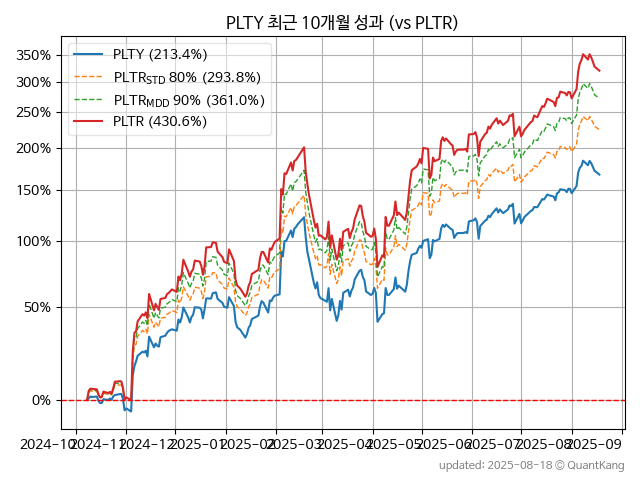 PLTY 최근 10개월 성과 (vs PLTR)
PLTY (213.4%)
PLTR_STD 80% (293.8%)
PLTR_MDD 90% (361.0%)
PLTR (430.6%)
350%
300%
250%
200%
150%
100%
50%
0%
2024-10 2024-11 2024-12 2025-01 2025-02 2025-03 2025-04 2025-05 2025-06 2025-07 2025-08 2025-09
updated: 2025-08-18 @ QuantKang